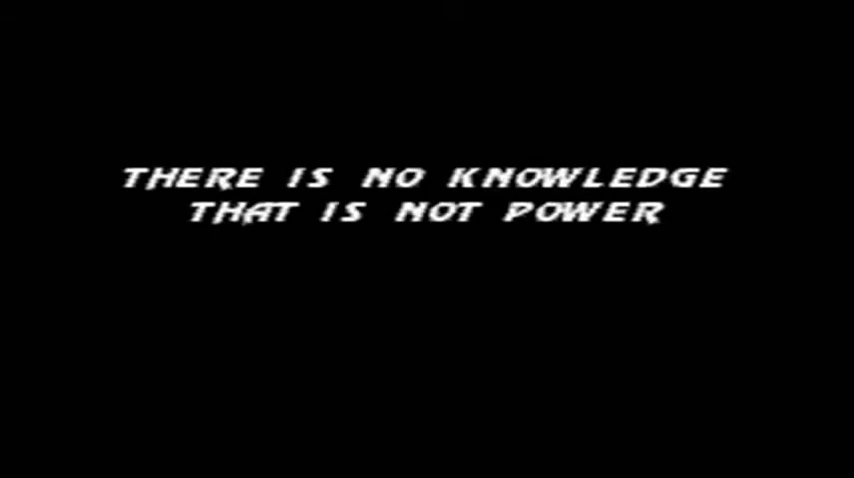 THERE IS NO KNOWLEDGE
THAT IS NOT POWER